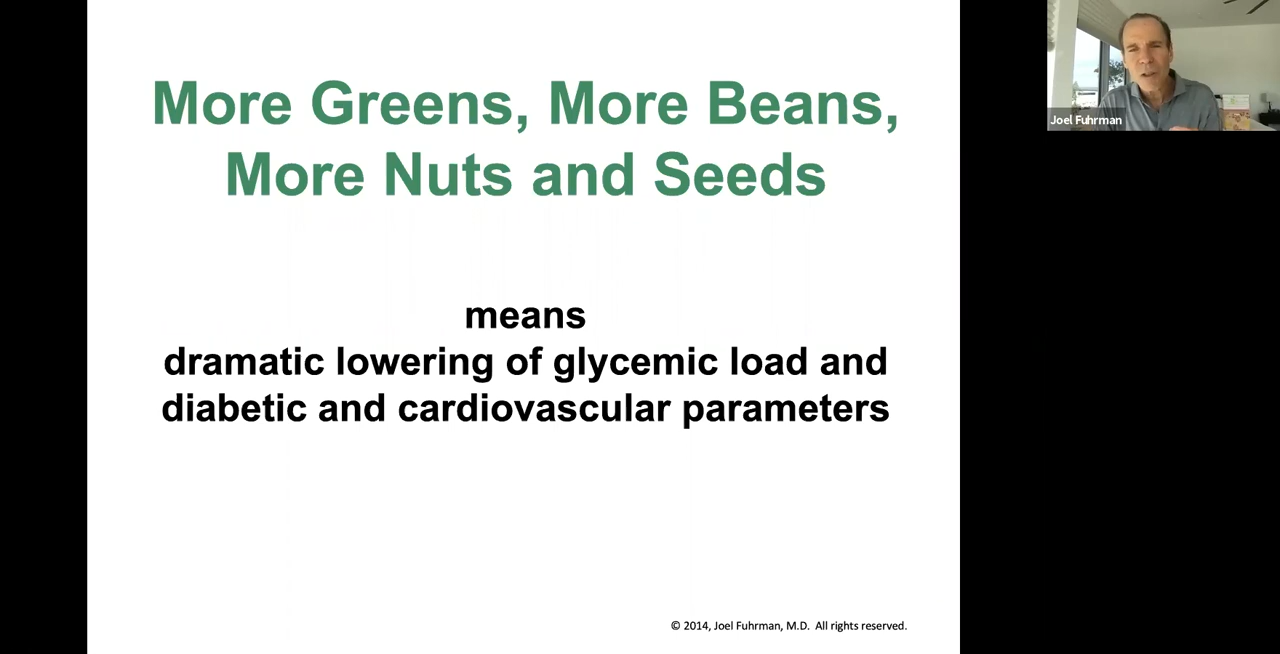 More Greens, More Beans,
More Nuts and Seeds
means
dramatic lowering of glycemic load and
diabetic and cardiovascular parameters
© 2014, Joel Fuhrman, M.D. All rights reserved.
Joel Fuhrman